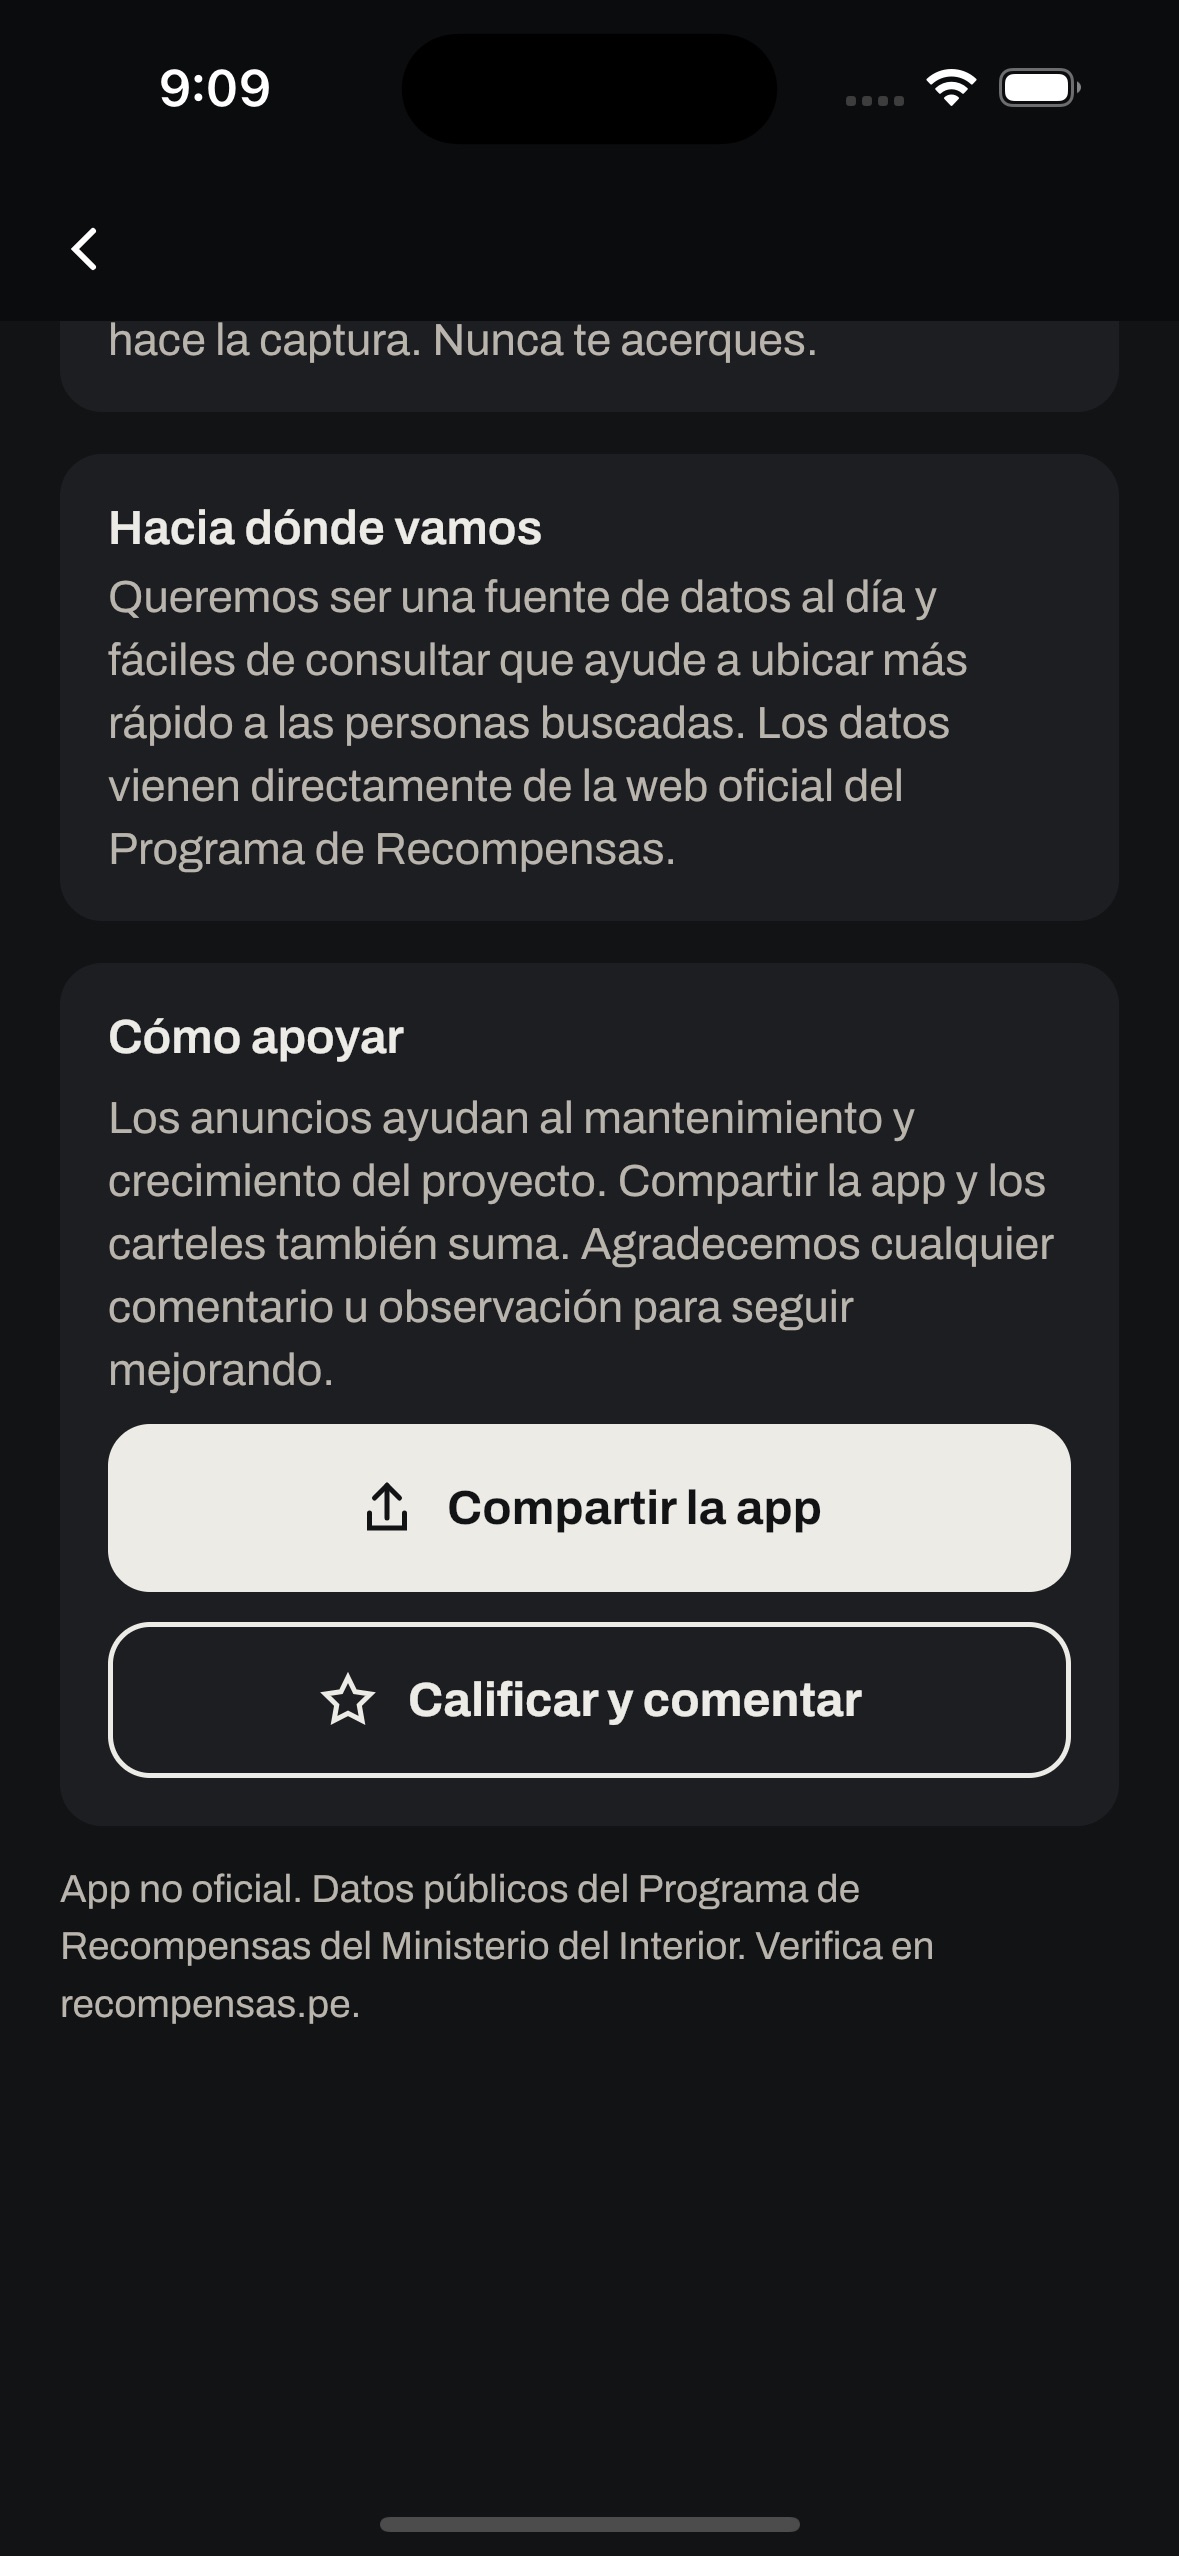 9:09
hace la captura. Nunca te acerques.
Hacia dónde vamos
Queremos ser una fuente de datos al día y
fáciles de consultar que ayude a ubicar más
rápido a las personas buscadas. Los datos
vienen directamente de la web oficial del
Programa de Recompensas.
Cómo apoyar
Los anuncios ayudan al mantenimiento y
crecimiento del proyecto. Compartir la app y los
carteles también suma. Agradecemos cualquier
comentario u observación para seguir
mejorando.
Compartir la app
Calificar y comentar
App no oficial. Datos públicos del Programa de
Recompensas del Ministerio del Interior. Verifica en
recompensas.pe.